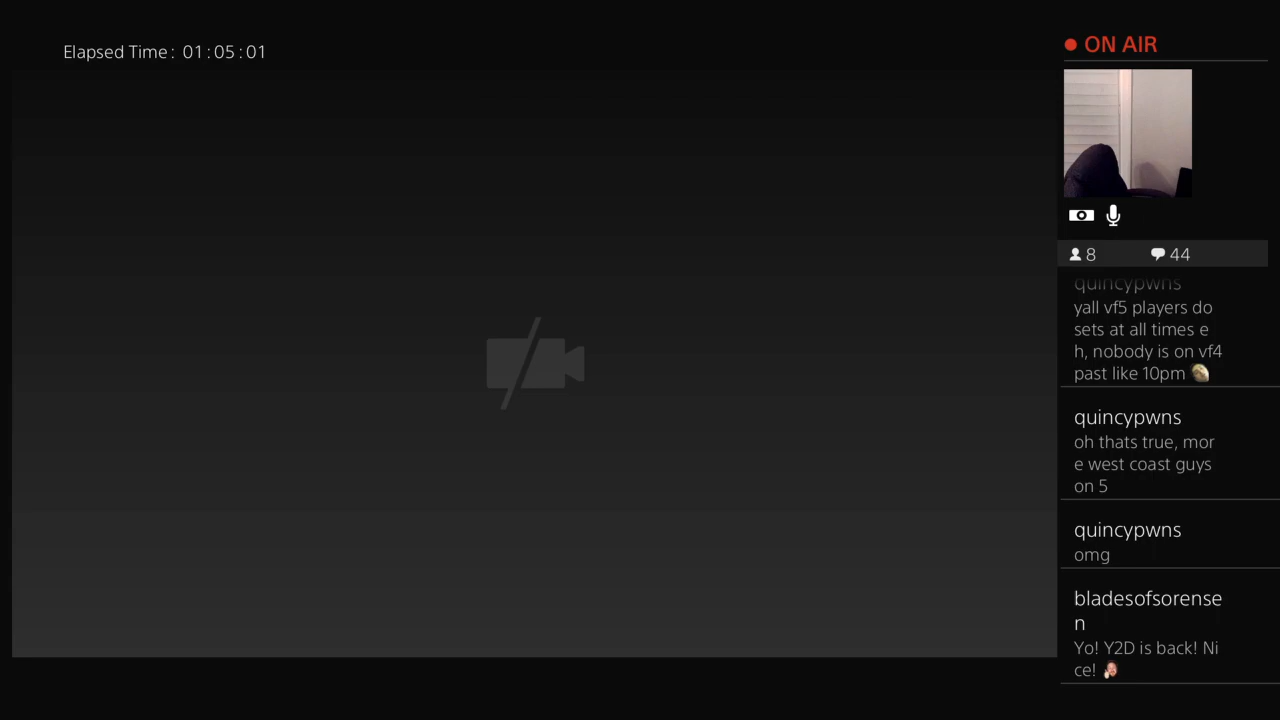 Elapsed Time: 01:05:01
ON AIR
8 44
quincypwns
yall vf5 players do
sets at all times e
h, nobody is on vf4
past like 10pm
quincypwns
oh thats true, mor
e west coast guys
on 5
quincypwns
omg
bladesofsorense
n
Yo! Y2D is back! Ni
ce!